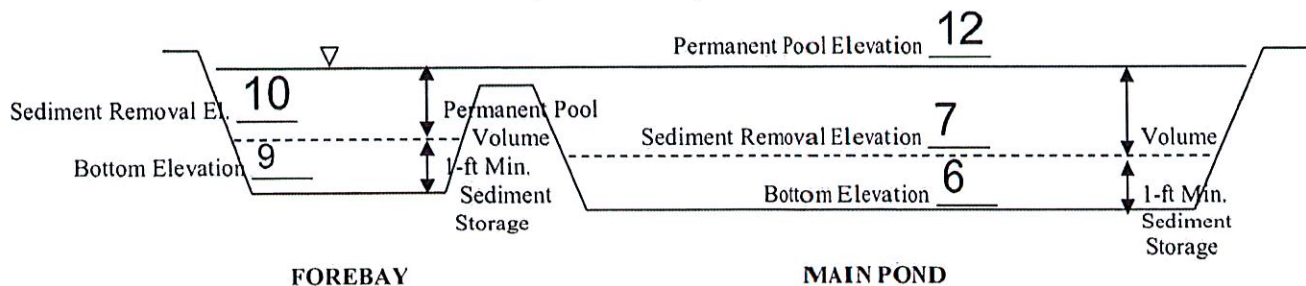 Permanent Pool Elevation 12
Sediment Removal El. 10
Permanent Pool
Volume
Sediment Removal Elevation 7
Volume
Bottom Elevation 9
1-ft Min.
Sediment
Storage
Bottom Elevation 6
1-ft Min.
Sediment
Storage
FOREBAY
MAIN POND